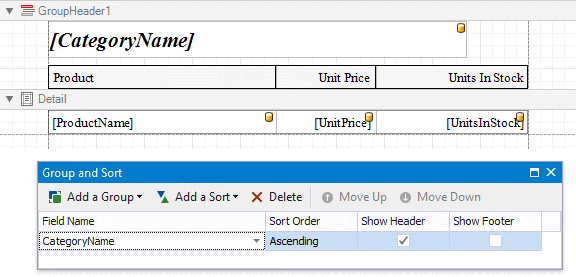 GroupHeader1
[CategoryName]
Product Unit Price Units In Stock
Detail
[ProductName] [UnitPrice] [UnitsInStock]
Group and Sort
Add a Group Add a Sort Delete Move Up Move Down
Field Name Sort Order Show Header Show Footer
CategoryName Ascending